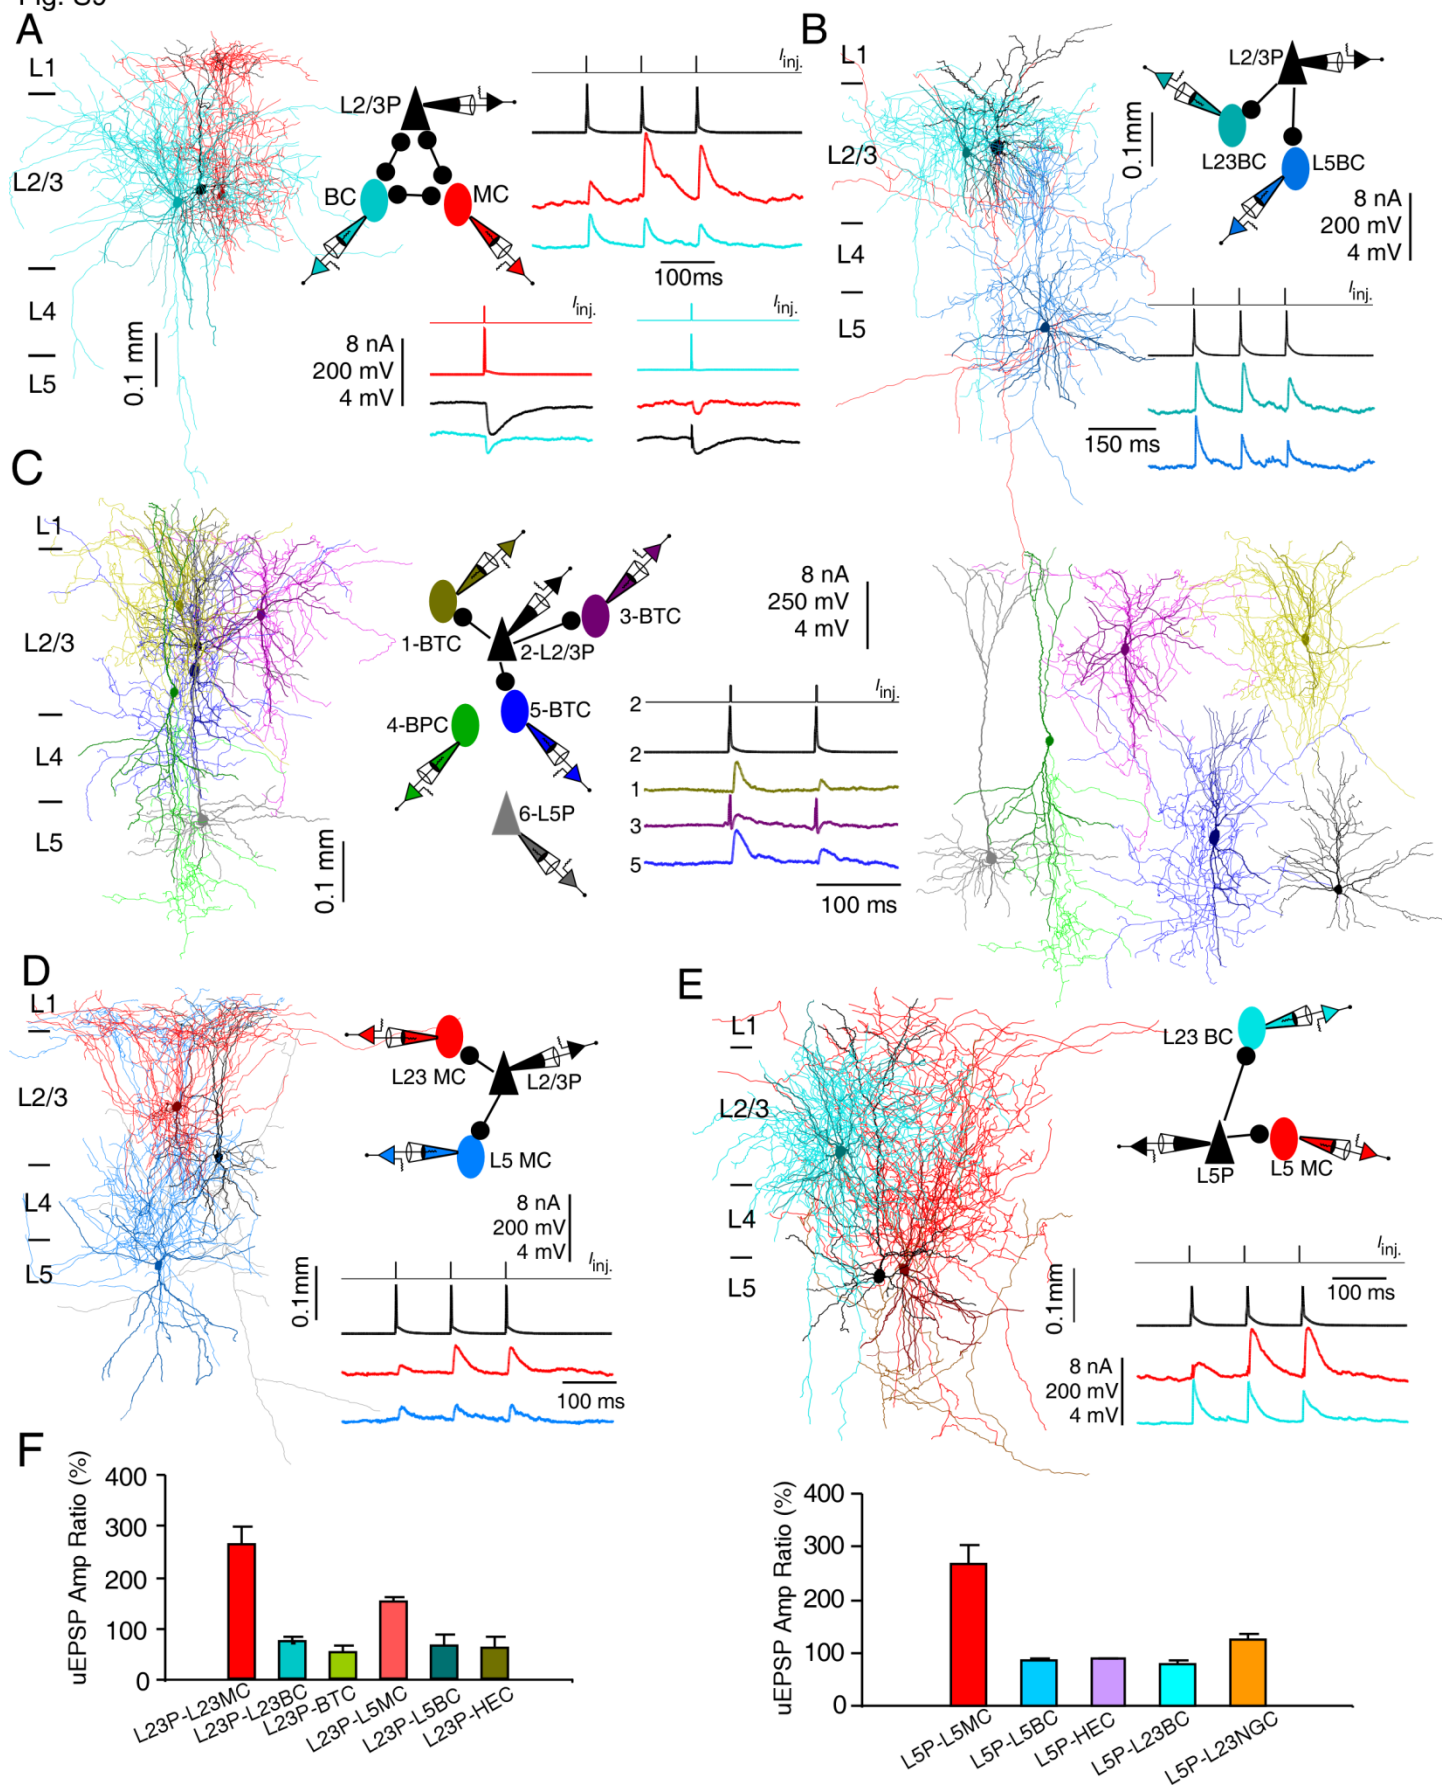 Fig. S9
A
L1
L2/3
L4
L5
0.1 mm
L2/3P
BC
MC
Iinj.
100ms
8 nA
200 mV
4 mV
Iinj.
Iinj.
B
L1
L2/3
L4
L5
0.1mm
L2/3P
L23BC
L5BC
8 nA
200 mV
4 mV
Iinj.
150 ms
C
L1
L2/3
L4
L5
0.1 mm
1-BTC
2-L2/3P
3-BTC
4-BPC
5-BTC
6-L5P
8 nA
250 mV
4 mV
2
Iinj.
2
1
3
5
100 ms
D
L1
L2/3
L4
L5
L23 MC
L2/3P
L5 MC
8 nA
200 mV
4 mV
0.1mm
Iinj.
100 ms
E
L1
L2/3
L4
L5
L23 BC
L5P
L5 MC
0.1mm
Iinj.
100 ms
8 nA
200 mV
4 mV
F
uEPSP Amp Ratio (%)
400
300
200
100
0
L23P-L23MC
L23P-L23BC
L23P-BTC
L23P-L5MC
L23P-L5BC
L23P-HEC
uEPSP Amp Ratio (%)
400
300
200
100
0
L5P-L5MC
L5P-L5BC
L5P-HEC
L5P-L23BC
L5P-L23NGC